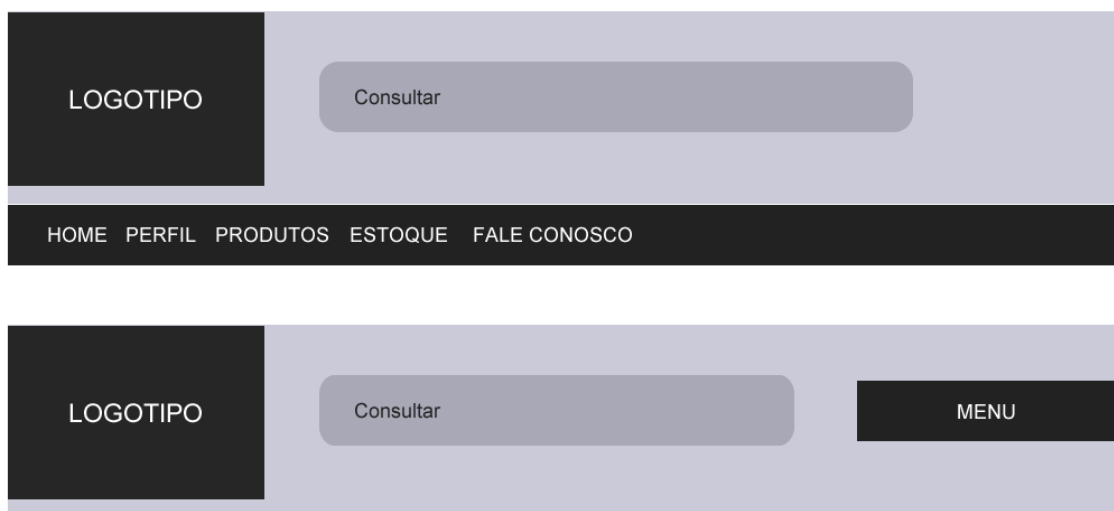 LOGOTIPO
Consultar
HOME PERFIL PRODUTOS ESTOQUE FALE CONOSCO
LOGOTIPO
Consultar
MENU